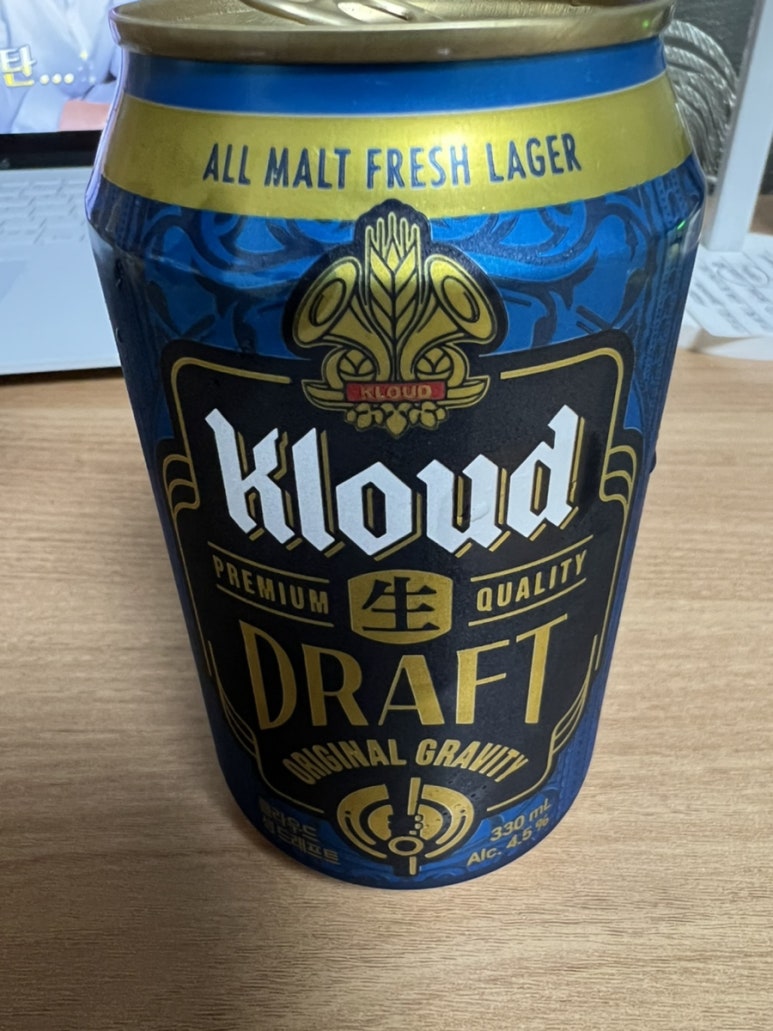 탄...
ALL MALT FRESH LAGER
KLOUD
Kloud
PREMIUM 生 QUALITY
DRAFT
ORIGINAL GRAVITY
클라우드
생 드래프트
330 mL
Alc. 4.5 %